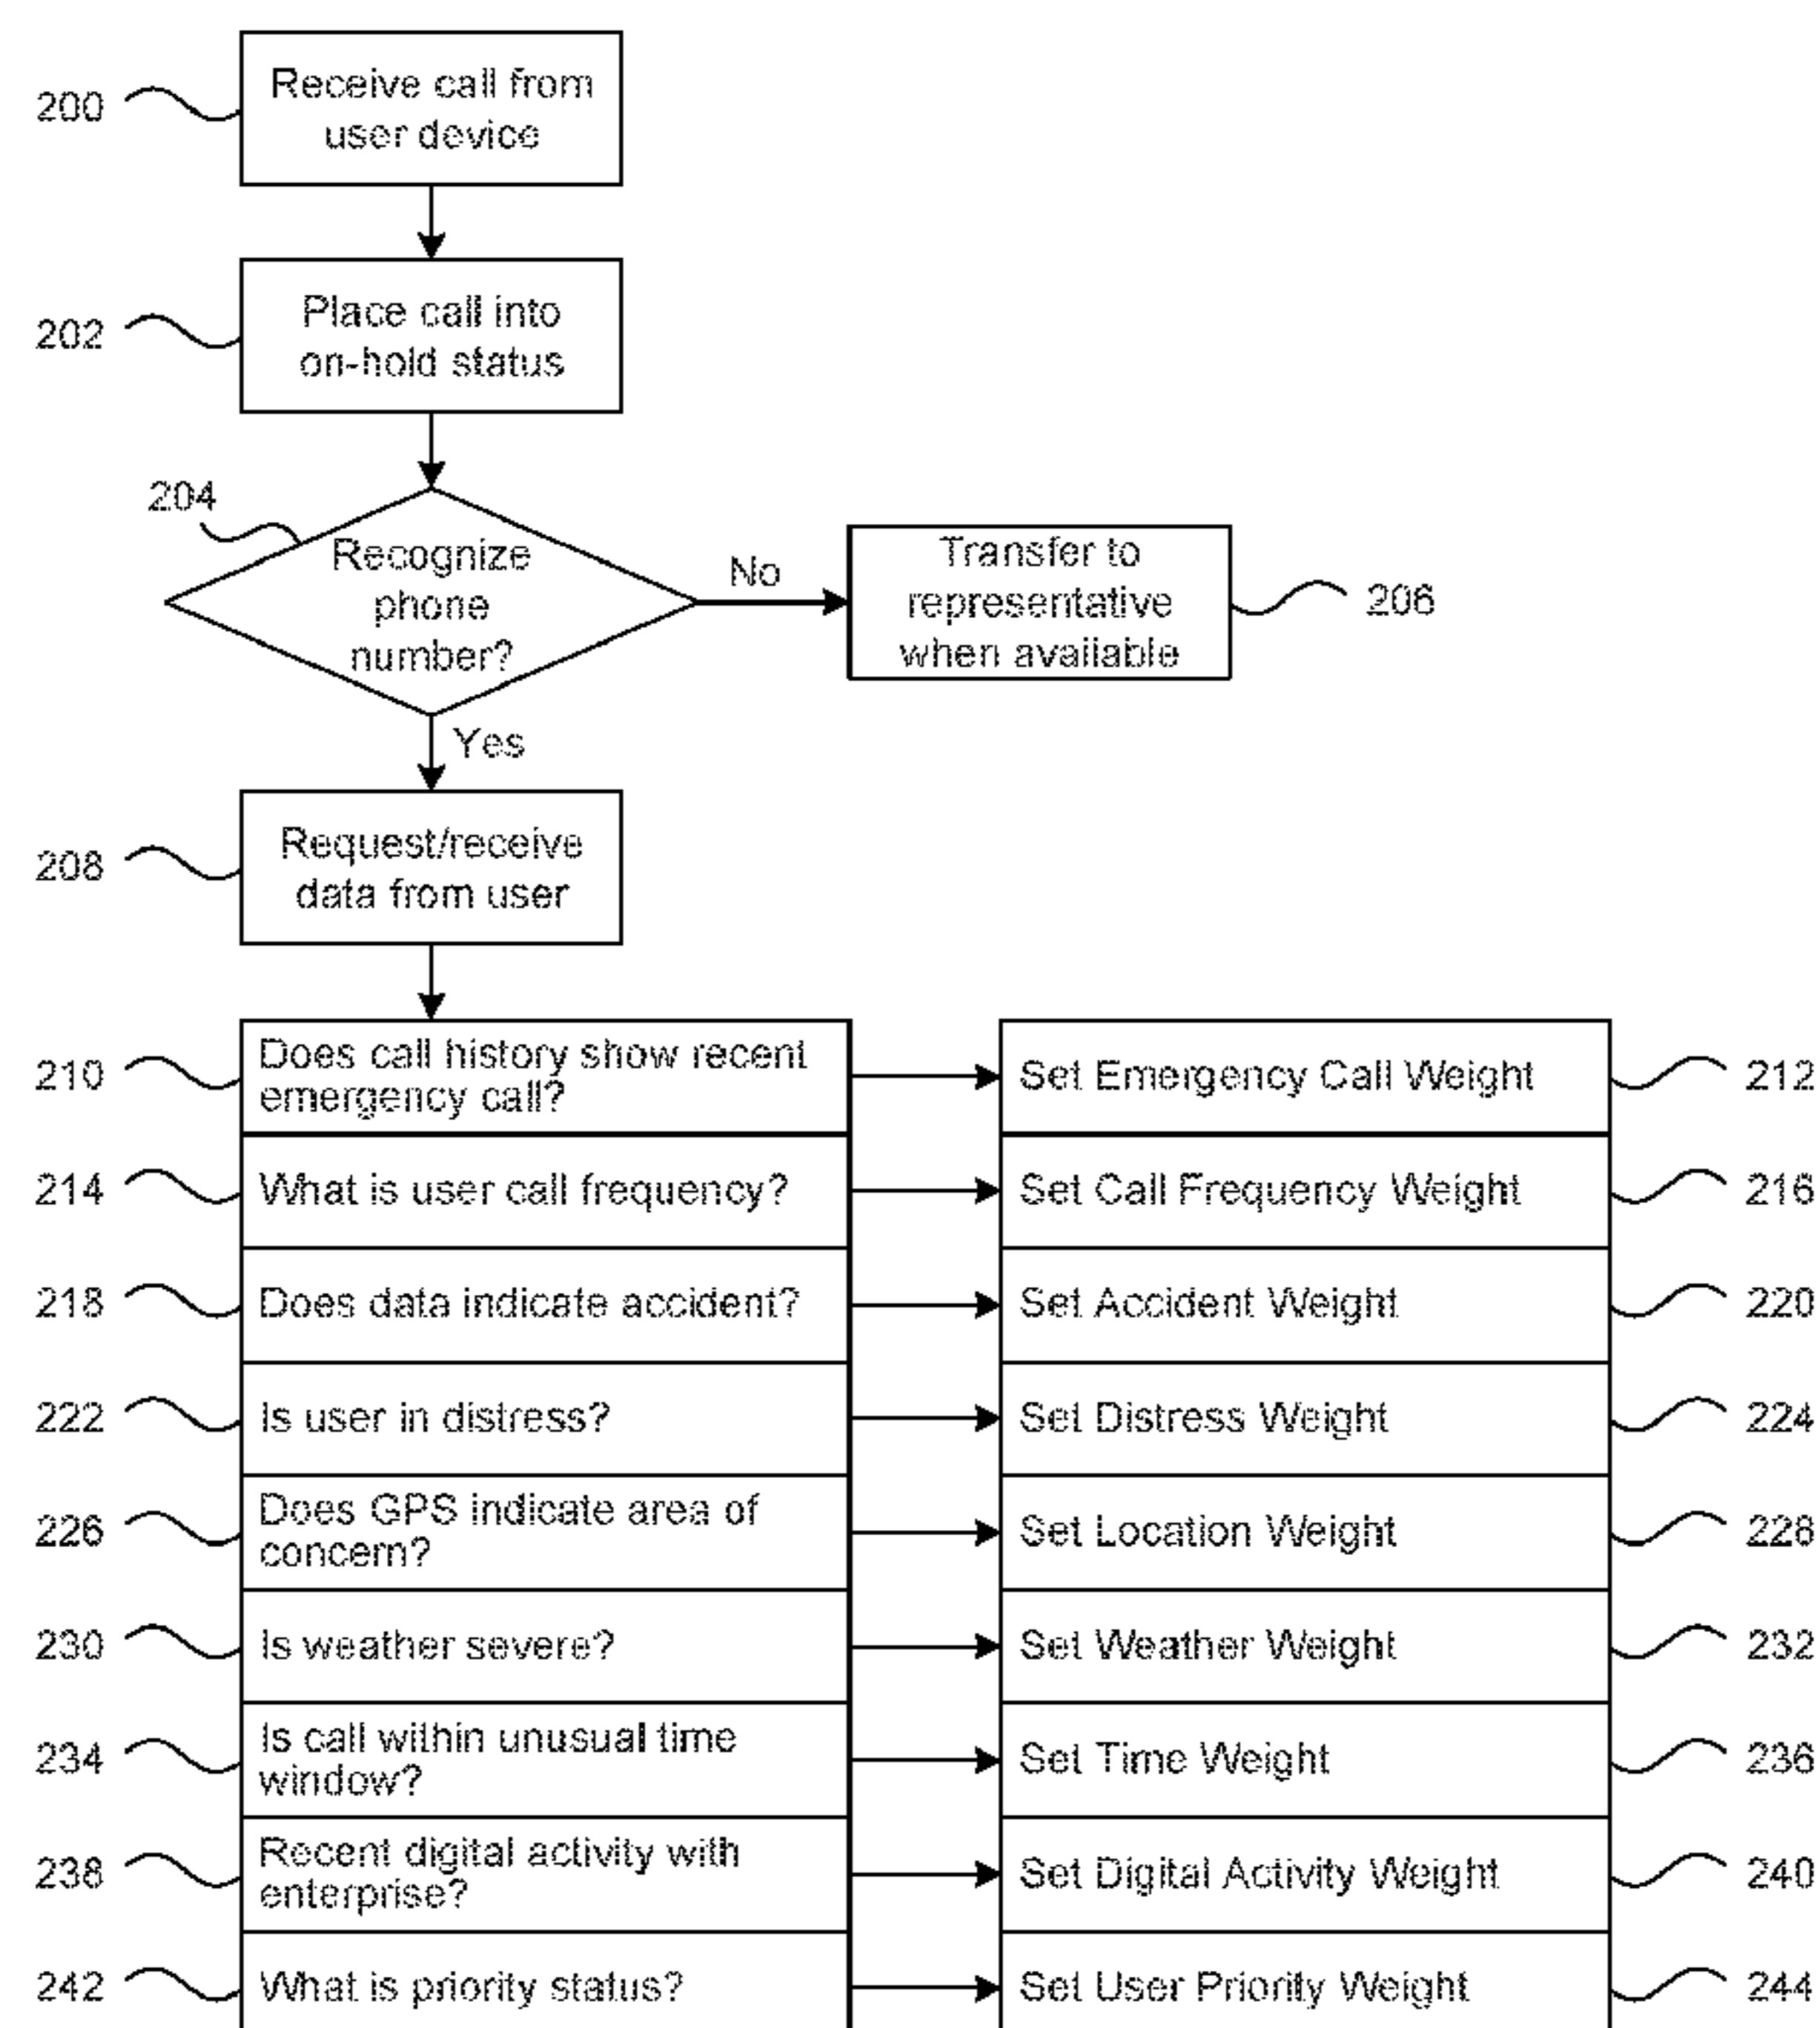 200
Receive call from
user device
202
Place call into
on-hold status
204
Recognize
phone
number?
No
Transfer to
representative
when available
206
Yes
208
Request/receive
data from user
210
Does call history show recent
emergency call?
Set Emergency Call Weight
212
214
What is user call frequency?
Set Call Frequency Weight
216
218
Does data indicate accident?
Set Accident Weight
220
222
Is user in distress?
Set Distress Weight
224
226
Does GPS indicate area of
concern?
Set Location Weight
228
230
Is weather severe?
Set Weather Weight
232
234
Is call within unusual time
window?
Set Time Weight
236
238
Recent digital activity with
enterprise?
Set Digital Activity Weight
240
242
What is priority status?
Set User Priority Weight
244